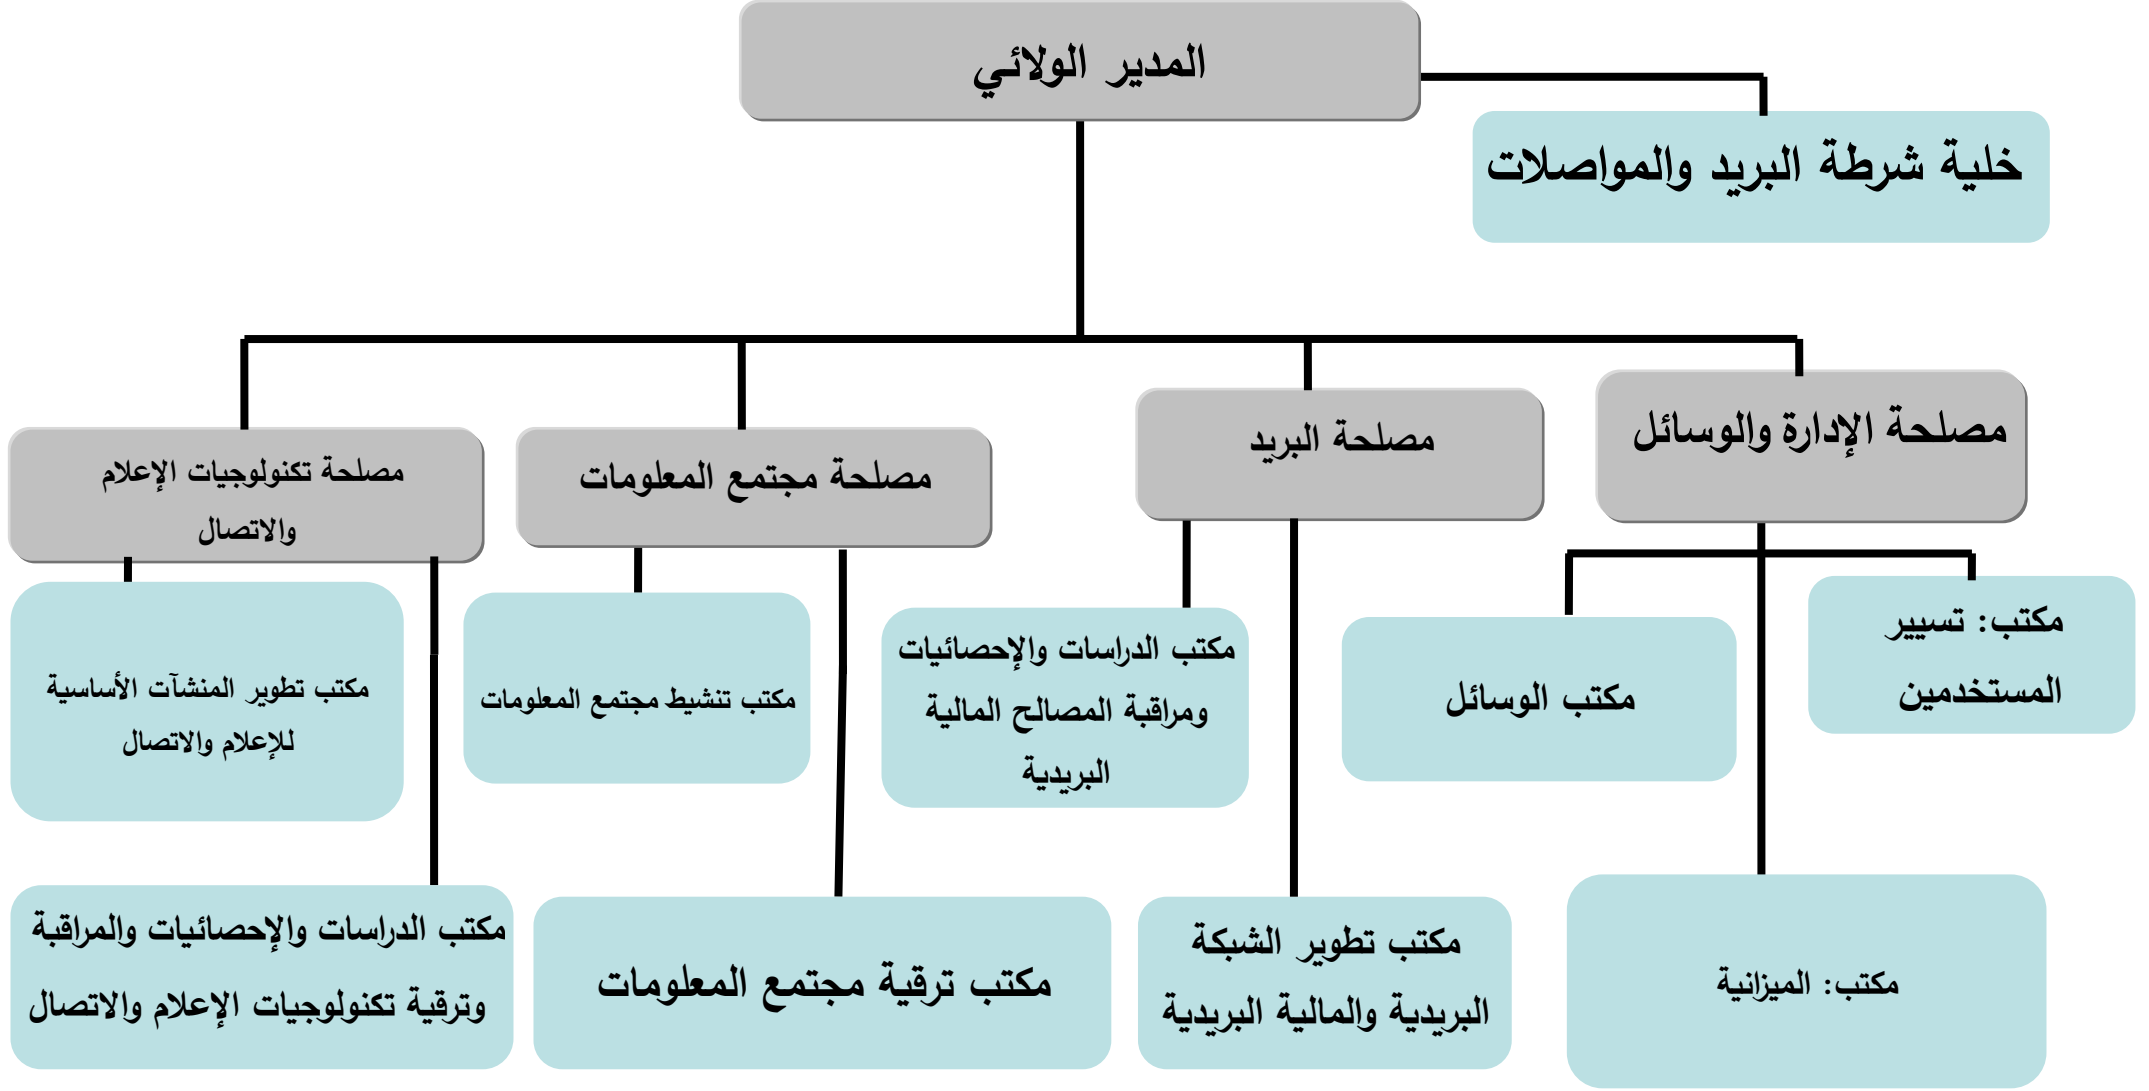 المدير الولائي
خلية شرطة البريد والمواصلات
مصلحة الإدارة والوسائل
مصلحة البريد
مصلحة مجتمع المعلومات
مصلحة تكنولوجيات الإعلام
والاتصال
مكتب: تسيير
المستخدمين
مكتب الوسائل
مكتب الدراسات والإحصائيات
ومراقبة المصالح المالية
البريدية
مكتب تنشيط مجتمع المعلومات
مكتب تطوير المنشآت الأساسية
للإعلام والاتصال
مكتب: الميزانية
مكتب تطوير الشبكة
البريدية والمالية البريدية
مكتب ترقية مجتمع المعلومات
مكتب الدراسات والإحصائيات والمراقبة
وترقية تكنولوجيات الإعلام والاتصال